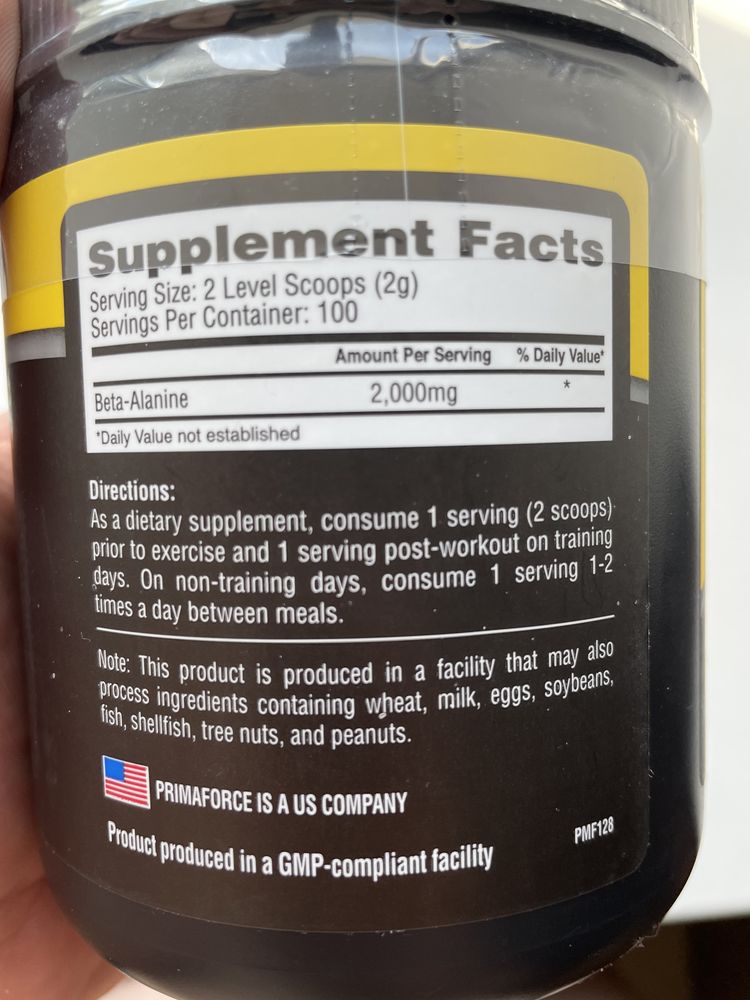 Supplement Facts
Serving Size: 2 Level Scoops (2g)
Servings Per Container: 100
Amount Per Serving % Daily Value*
Beta-Alanine 2,000mg *
*Daily Value not established
Directions:
As a dietary supplement, consume 1 serving (2 scoops)
prior to exercise and 1 serving post-workout on training
days. On non-training days, consume 1 serving 1-2
times a day between meals.
Note: This product is produced in a facility that may also
process ingredients containing wheat, milk, eggs, soybeans,
fish, shellfish, tree nuts, and peanuts.
PRIMAFORCE IS A US COMPANY
Product produced in a GMP-compliant facility
PMF128